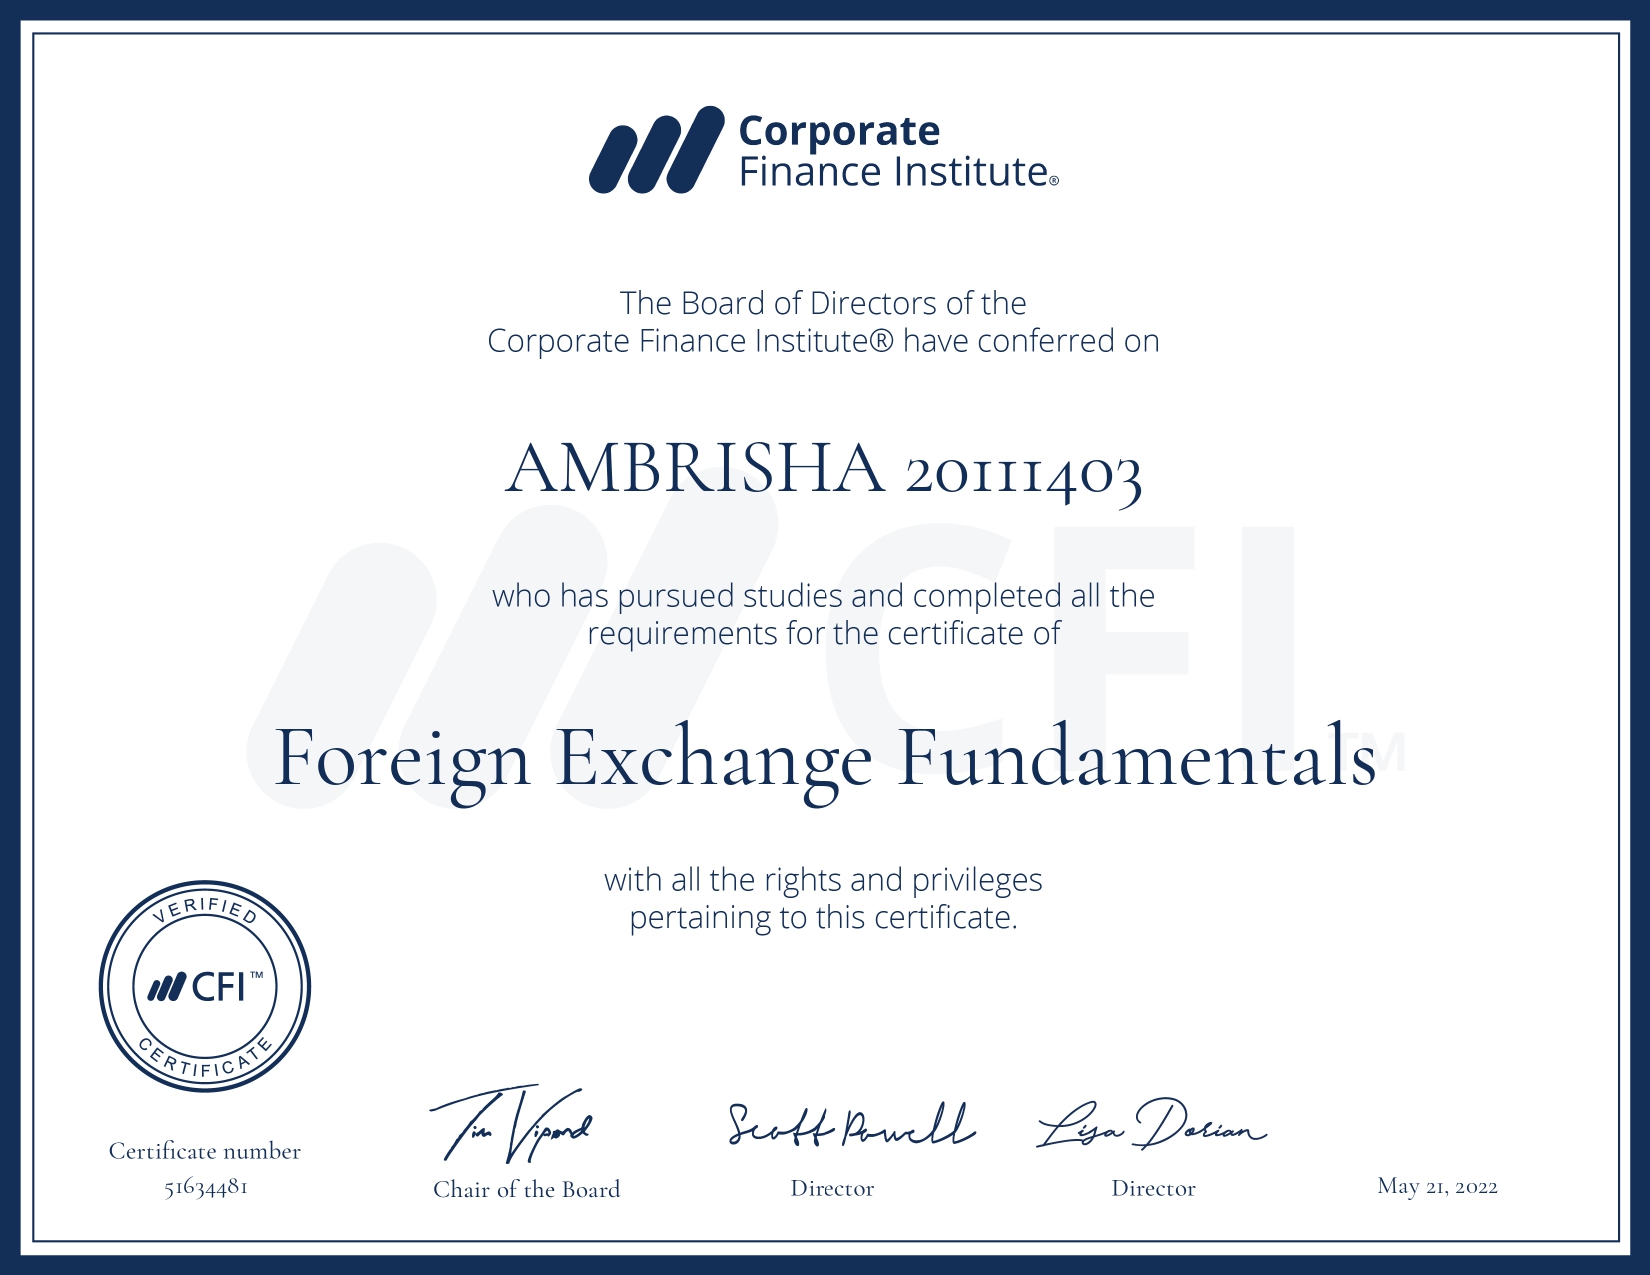 Corporate
Finance Institute®
The Board of Directors of the
Corporate Finance Institute® have conferred on
AMBRISHA 20111403
who has pursued studies and completed all the
requirements for the certificate of
CFI™
Foreign Exchange Fundamentals
with all the rights and privileges
pertaining to this certificate.
VERIFIED
CFI™
CERTIFICATE
Tim Vipond
Scott Powell
Lisa Dorian
Certificate number
51634481
Chair of the Board
Director
Director
May 21, 2022